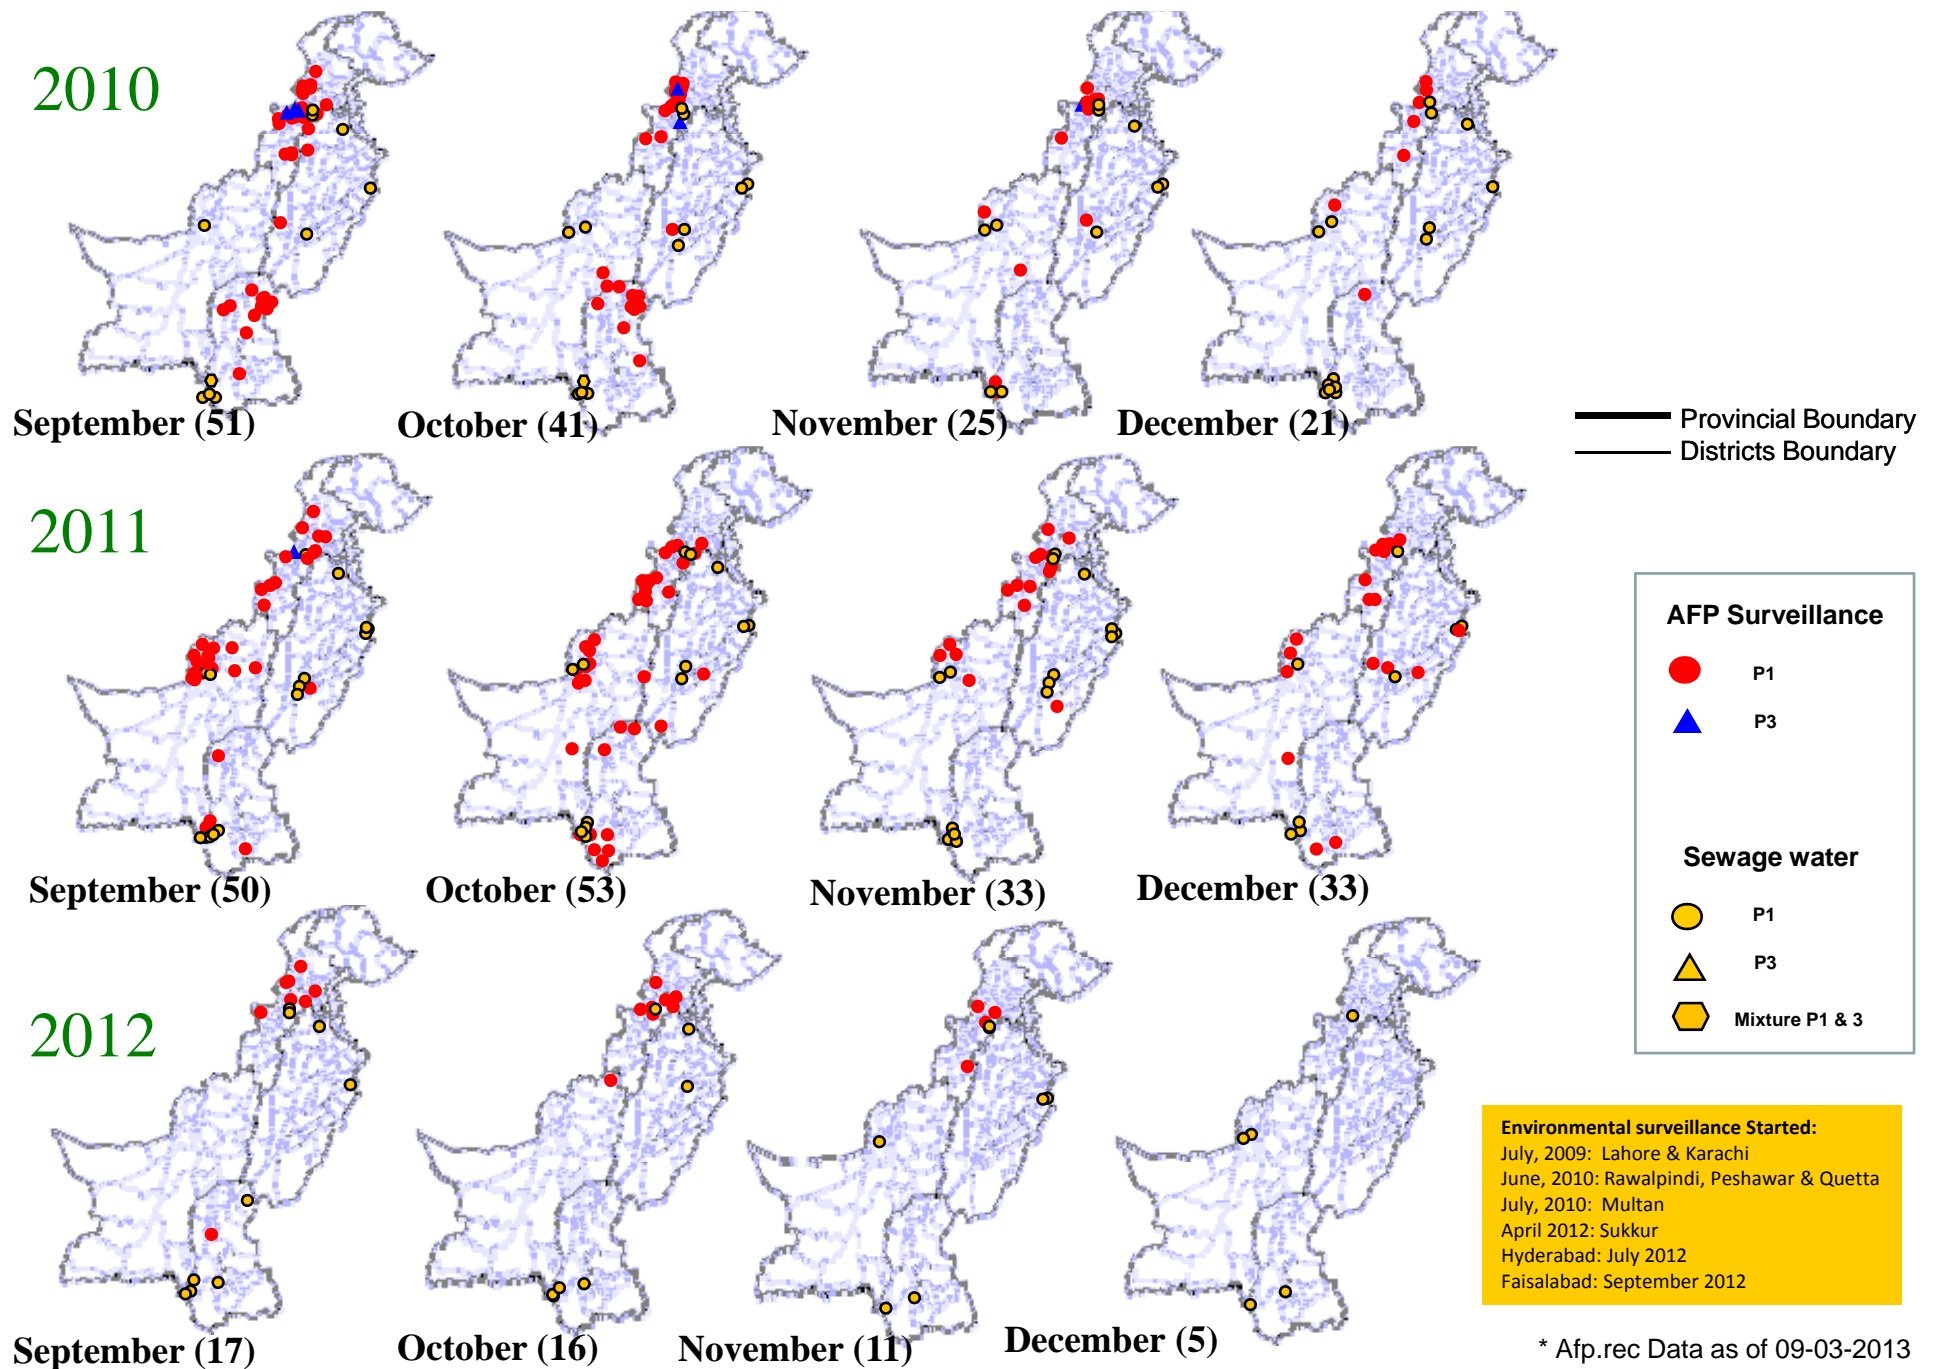 2010
September (51)
October (41)
November (25)
December (21)
Provincial Boundary
Districts Boundary
2011
September (50)
October (53)
November (33)
December (33)
AFP Surveillance
P1
P3
Sewage water
P1
P3
Mixture P1 & 3
2012
September (17)
October (16)
November (11)
December (5)
Environmental surveillance Started:
July, 2009: Lahore & Karachi
June, 2010: Rawalpindi, Peshawar & Quetta
July, 2010: Multan
April 2012: Sukkur
Hyderabad: July 2012
Faisalabad: September 2012
* Afp.rec Data as of 09-03-2013